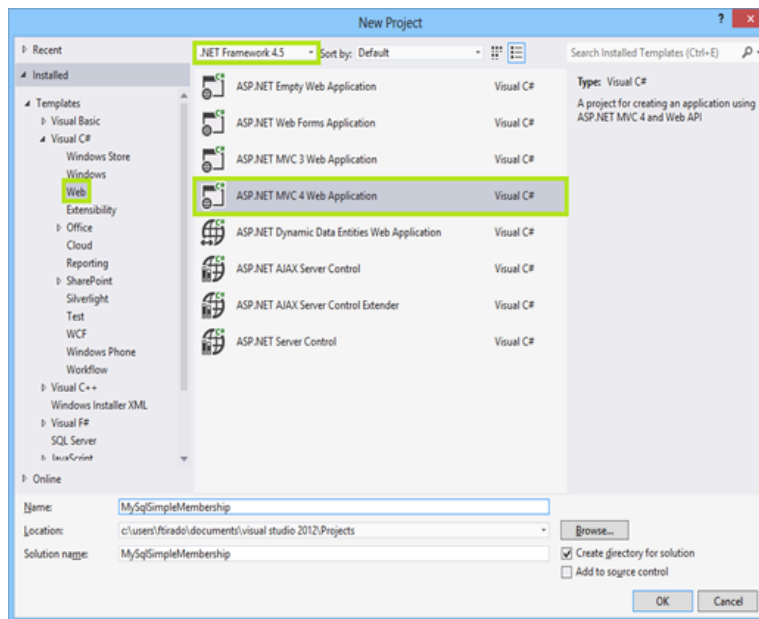 New Project
? x
Recent
.NET Framework 4.5 Sort by: Default
Search Installed Templates (Ctrl+E)
Installed
Templates
Visual Basic
Visual C#
Windows Store
Windows
Web
Extensibility
Office
Cloud
Reporting
SharePoint
Silverlight
Test
WCF
Windows Phone
Workflow
Visual C++
Windows Installer XML
Visual F#
SQL Server
JavaScript
Online
ASP.NET Empty Web Application Visual C#
ASP.NET Web Forms Application Visual C#
ASP.NET MVC 3 Web Application Visual C#
ASP.NET MVC 4 Web Application Visual C#
ASP.NET Dynamic Data Entities Web Application Visual C#
ASP.NET AJAX Server Control Visual C#
ASP.NET AJAX Server Control Extender Visual C#
ASP.NET Server Control Visual C#
Type: Visual C#
A project for creating an application using
ASP.NET MVC 4 and Web API
Name: MySqlSimpleMembership
Location: c:\users\ftirado\documents\visual studio 2012\Projects
Browse...
Solution name: MySqlSimpleMembership
Create directory for solution
Add to source control
OK Cancel